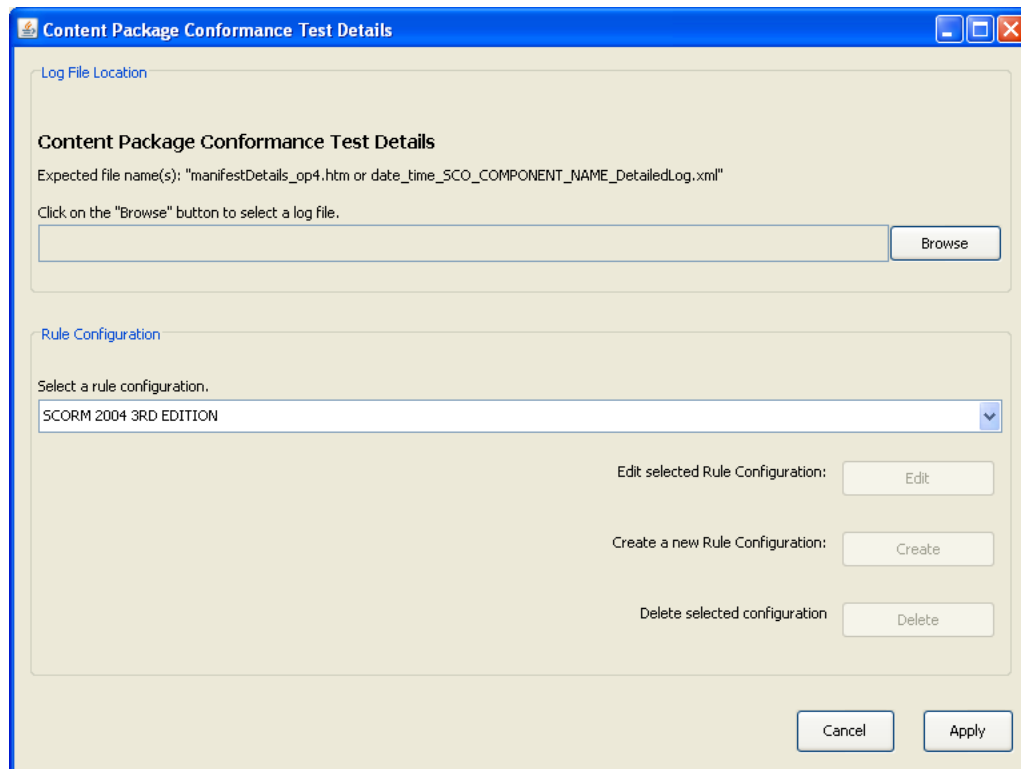 Content Package Conformance Test Details
Log File Location
Content Package Conformance Test Details
Expected file name(s): "manifestDetails_op4.htm or date_time_SCO_COMPONENT_NAME_DetailedLog.xml"
Click on the "Browse" button to select a log file.
Browse
Rule Configuration
Select a rule configuration.
SCORM 2004 3RD EDITION
Edit selected Rule Configuration: Edit
Create a new Rule Configuration: Create
Delete selected configuration Delete
Cancel Apply